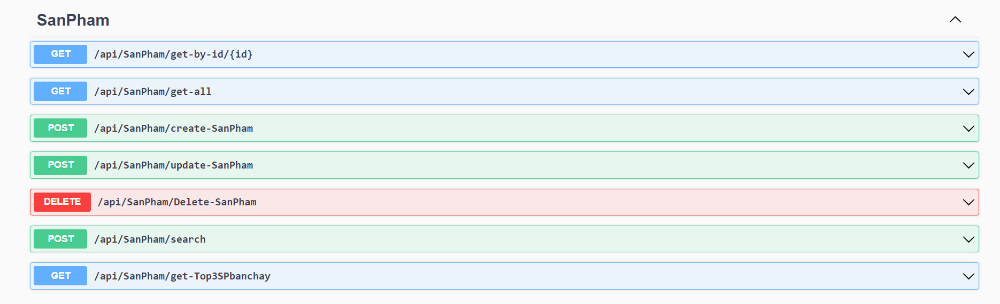 SanPham
GET /api/SanPham/get-by-id/{id}
GET /api/SanPham/get-all
POST /api/SanPham/create-SanPham
POST /api/SanPham/update-SanPham
DELETE /api/SanPham/Delete-SanPham
POST /api/SanPham/search
GET /api/SanPham/get-Top3SPbanchay